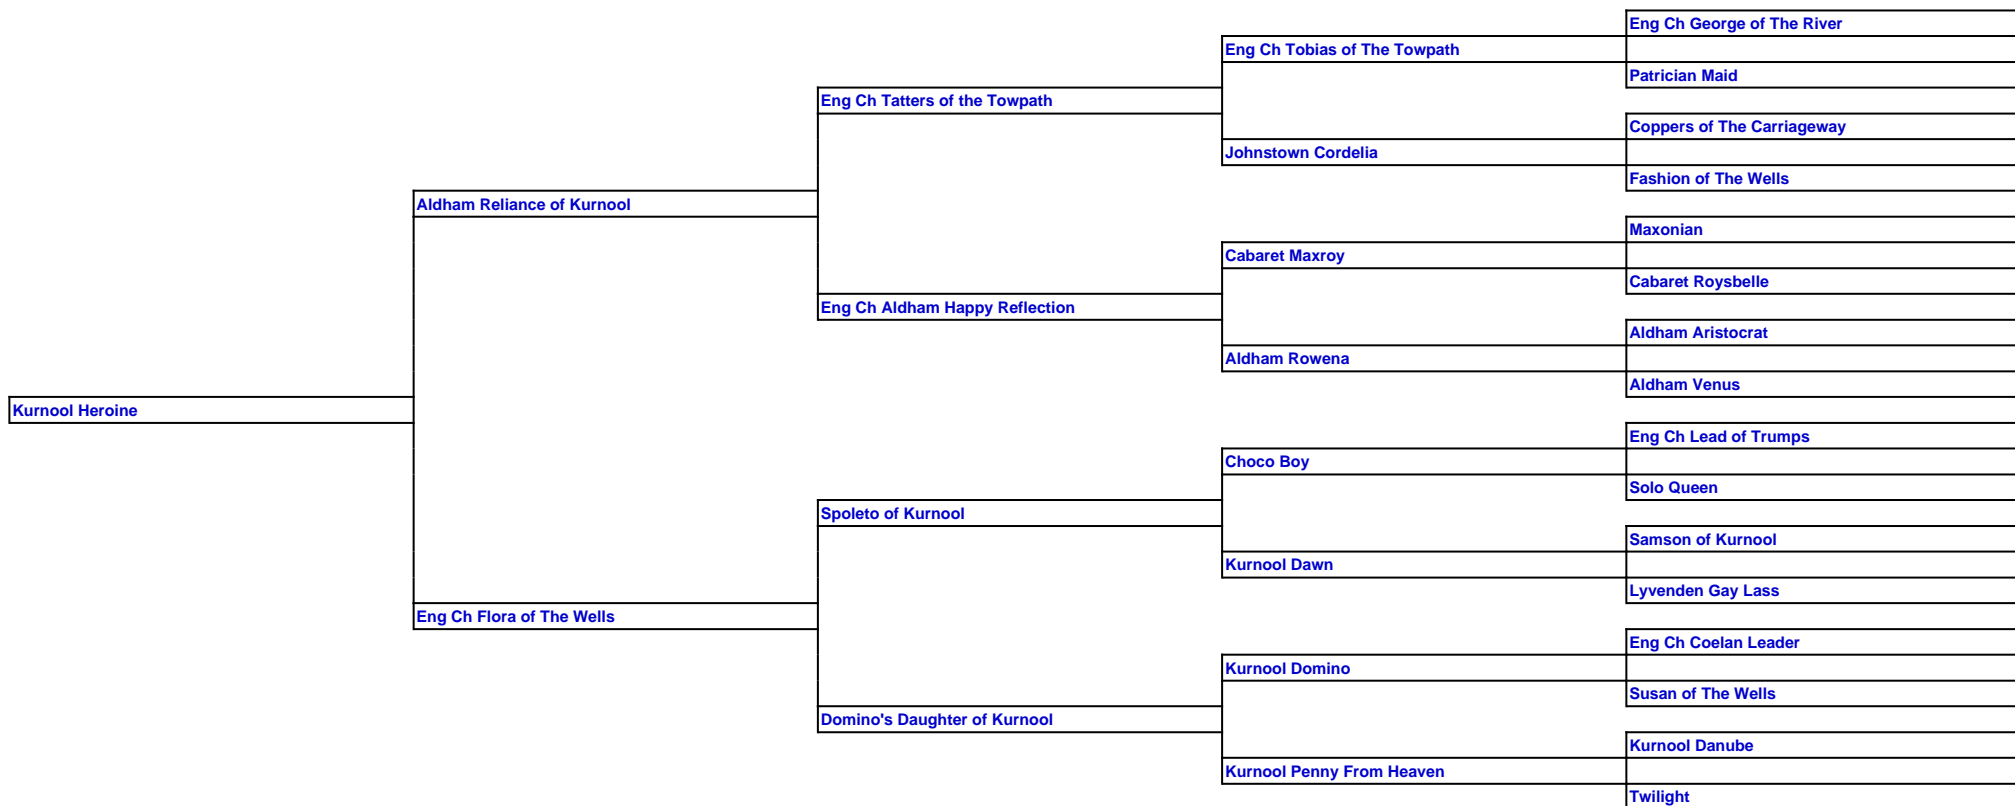 Eng Ch George of The River
Eng Ch Tobias of The Towpath
Patrician Maid
Eng Ch Tatters of the Towpath
Coppers of The Carriageway
Johnstown Cordelia
Fashion of The Wells
Aldham Reliance of Kurnool
Maxonian
Cabaret Maxroy
Cabaret Roysbelle
Eng Ch Aldham Happy Reflection
Aldham Aristocrat
Aldham Rowena
Aldham Venus
Kurnool Heroine
Eng Ch Lead of Trumps
Choco Boy
Solo Queen
Spoleto of Kurnool
Samson of Kurnool
Kurnool Dawn
Lyvenden Gay Lass
Eng Ch Flora of The Wells
Eng Ch Coelan Leader
Kurnool Domino
Susan of The Wells
Domino's Daughter of Kurnool
Kurnool Danube
Kurnool Penny From Heaven
Twilight